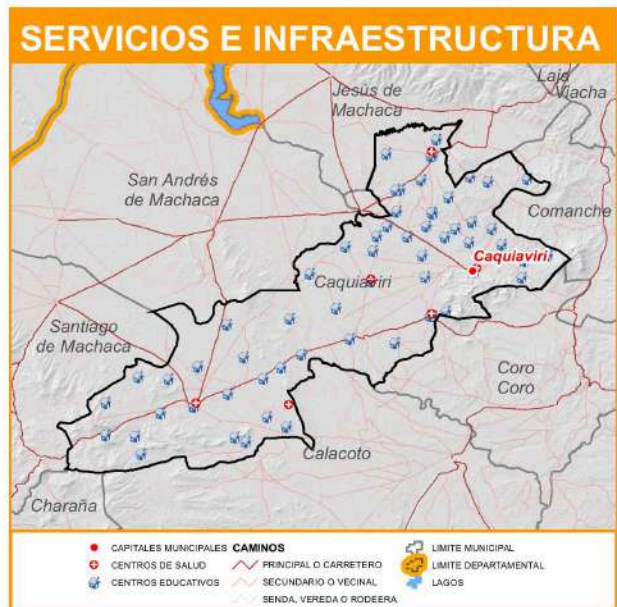 SERVICIOS E INFRAESTRUCTURA
Jesús de
Machaca
Laja
Viacha
San Andrés
de Machaca
Comanche
Caquiaviri
Caquiaviri
Santiago
de Machaca
Coro
Coro
Calacoto
Charaña
CAPITALES MUNICIPALES
CENTROS DE SALUD
CENTROS EDUCATIVOS
CAMINOS
PRINCIPAL O CARRETERO
SECUNDARIO O VECINAL
SENDA, VEREDA O RODEERA
LIMITE MUNICIPAL
LIMITE DEPARTAMENTAL
LAGOS